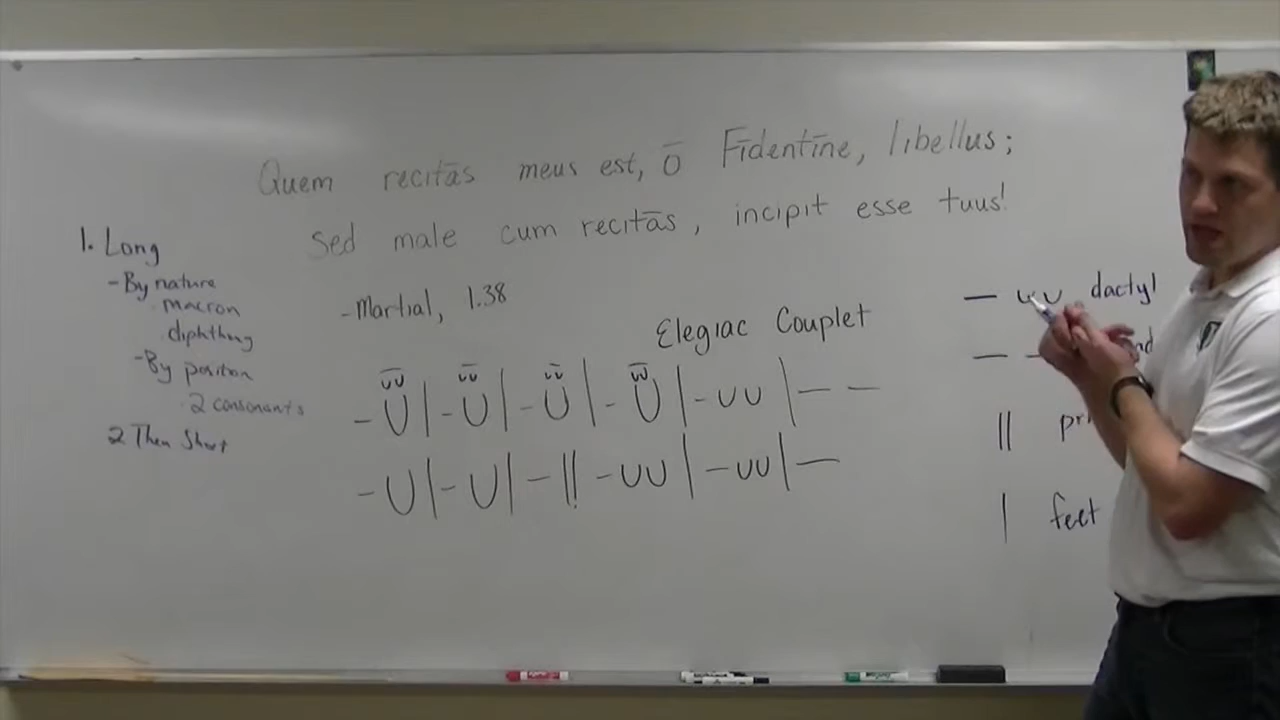 Quem recitās meus est, ō Fīdentīne, libellus;
Sed male cum recitās, incipit esse tuus!
-Martial, 1.38
1. Long
-By nature
macron
diphthong
-By position
2 consonants
2 Then Short
Elegiac Couplet
dactyl
feet